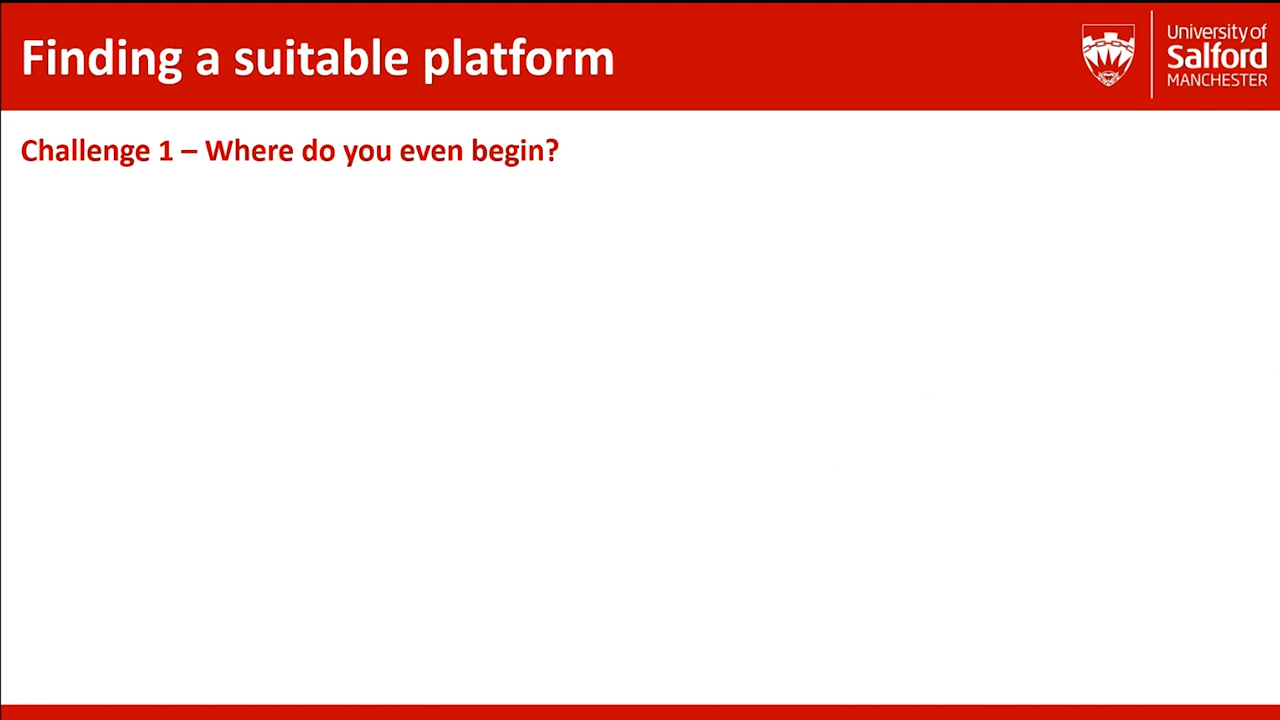 Finding a suitable platform
University of
Salford
MANCHESTER
Challenge 1 – Where do you even begin?